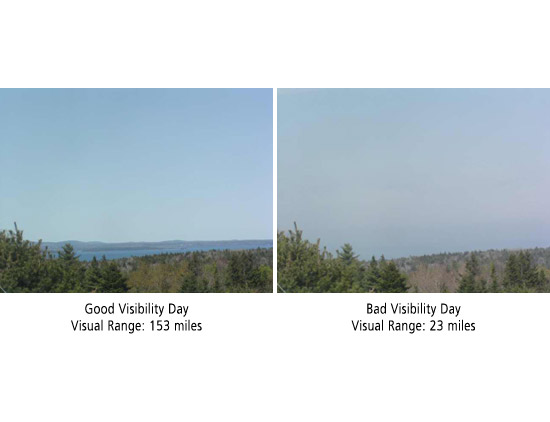 Good Visibility Day
Visual Range: 153 miles
Bad Visibility Day
Visual Range: 23 miles